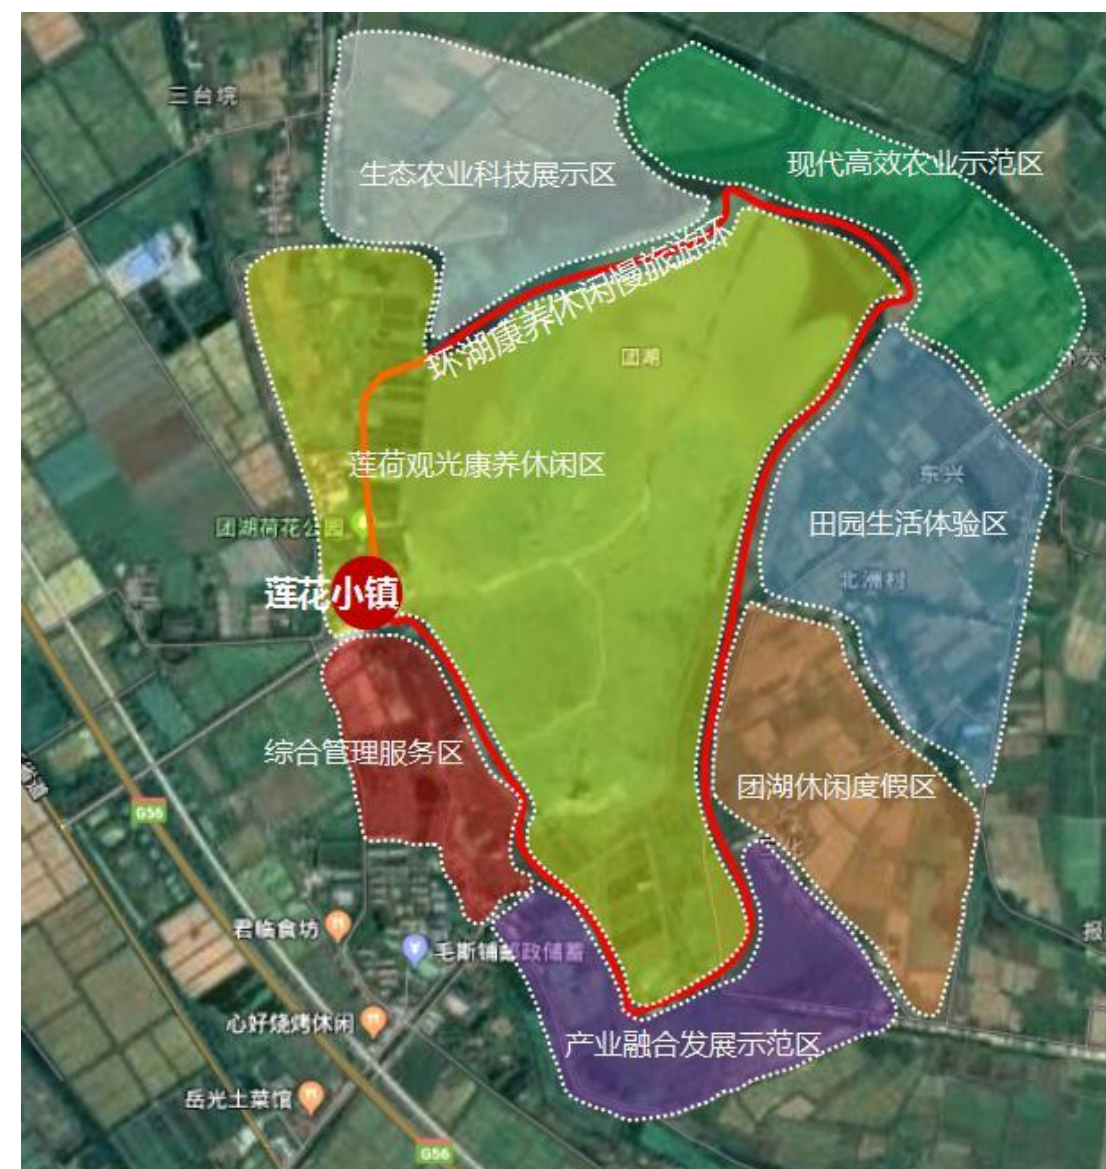 三台垸
生态农业科技展示区
现代高效农业示范区
环湖康养休闲慢旅游环
团湖
莲荷观光康养休闲区
东兴
团湖荷花公园
田园生活体验区
北洲村
莲花小镇
综合管理服务区
团湖休闲度假区
G56
君临食坊
毛斯铺邮政储蓄
报
心好烧烤休闲
产业融合发展示范区
岳光土菜馆
G56